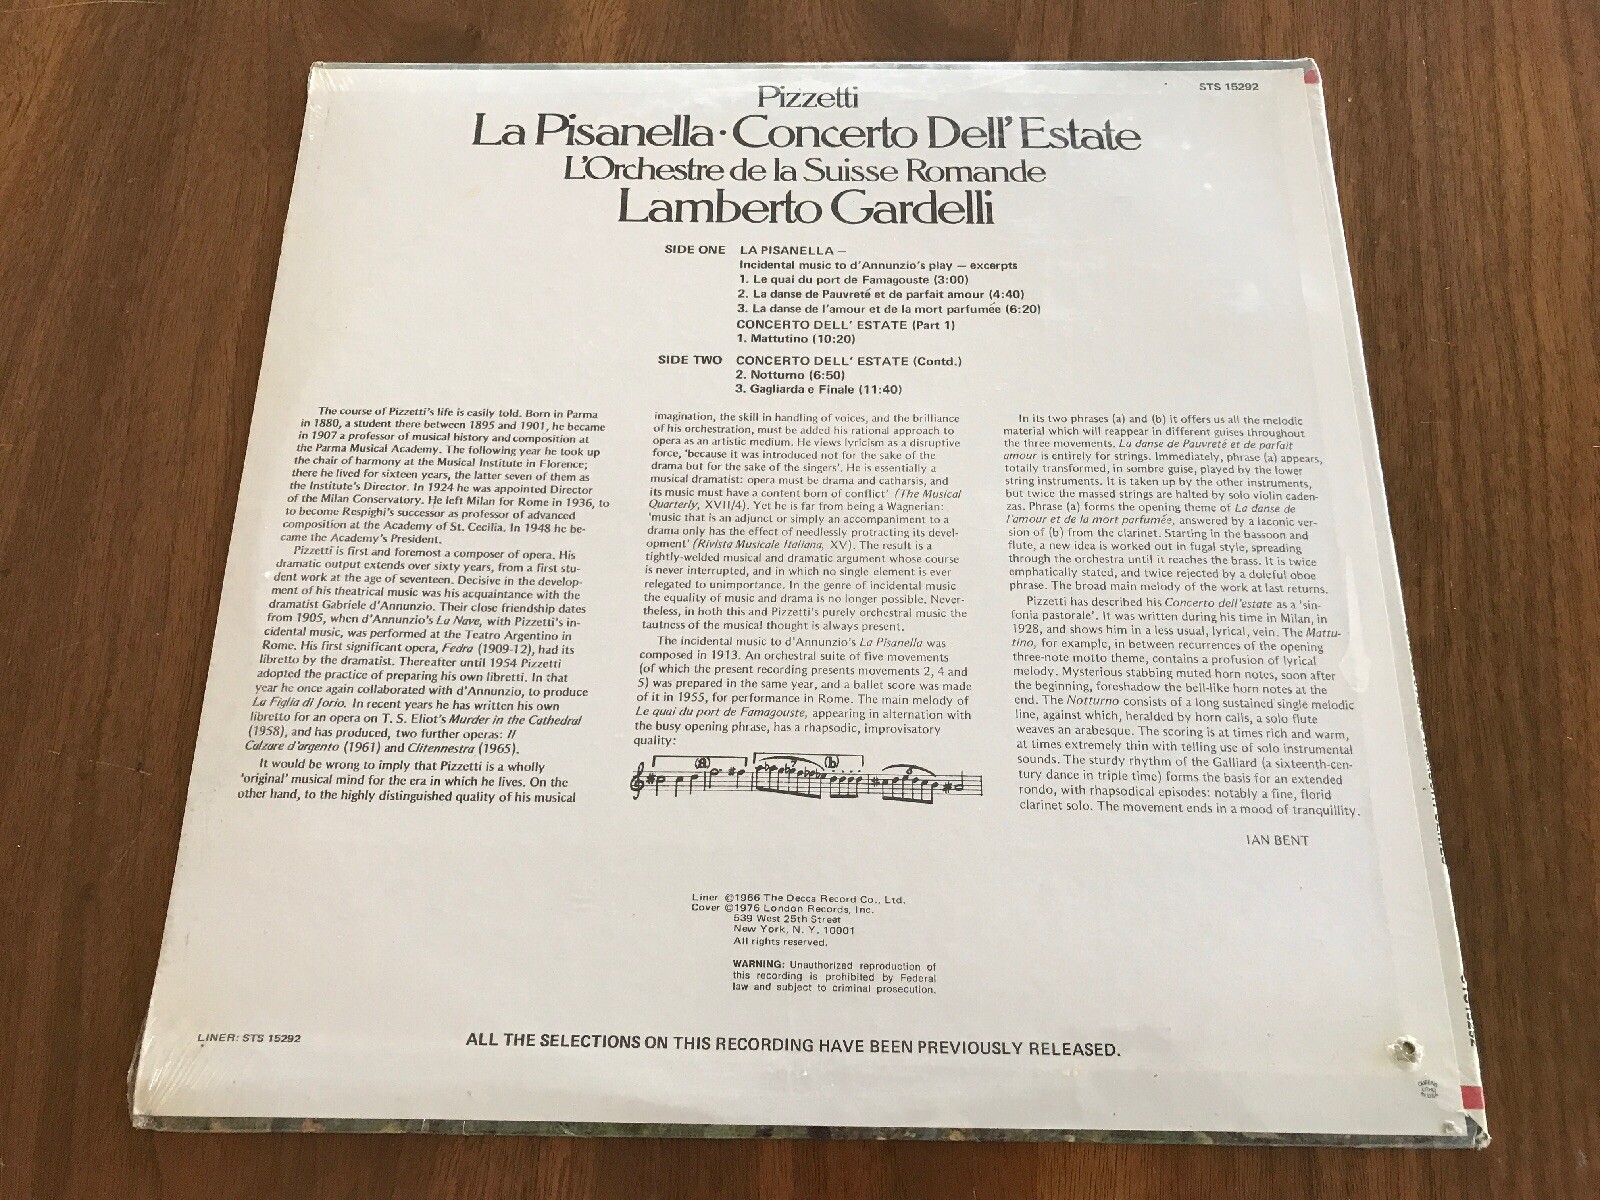 STS 15292
Pizzetti
La Pisanella · Concerto Dell' Estate
L'Orchestre de la Suisse Romande
Lamberto Gardelli
SIDE ONE LA PISANELLA –
Incidental music to d'Annunzio's play – excerpts
1. Le quai du port de Famagouste (3:00)
2. La danse de Pauvreté et de parfait amour (4:40)
3. La danse de l'amour et de la mort parfumée (6:20)
CONCERTO DELL' ESTATE (Part 1)
1. Mattutino (10:20)
SIDE TWO CONCERTO DELL' ESTATE (Contd.)
2. Notturno (6:50)
3. Gagliarda e Finale (11:40)
The course of Pizzetti's life is easily told. Born in Parma
in 1880, a student there between 1895 and 1901, he became
in 1907 a professor of musical history and composition at
the Parma Musical Academy. The following year he took up
the chair of harmony at the Musical Institute in Florence;
there he lived for sixteen years, the latter seven of them as
the Institute's Director. In 1924 he was appointed Director
of the Milan Conservatory. He left Milan for Rome in 1936, to
to become Respighi's successor as professor of advanced
composition at the Academy of St. Cecilia. In 1948 he be-
came the Academy's President.
Pizzetti is first and foremost a composer of opera. His
dramatic output extends over sixty years, from a first stu-
dent work at the age of seventeen. Decisive in the develop-
ment of his theatrical music was his acquaintance with the
dramatist Gabriele d'Annunzio. Their close friendship dates
from 1905, when d'Annunzio's La Nave, with Pizzetti's in-
cidental music, was performed at the Teatro Argentino in
Rome. His first significant opera, Fedra (1909-12), had its
libretto by the dramatist. Thereafter until 1954 Pizzetti
adopted the practice of preparing his own libretti. In that
year he once again collaborated with d'Annunzio, to produce
La Figlia di Jorio. In recent years he has written his own
libretto for an opera on T. S. Eliot's Murder in the Cathedral
(1958), and has produced, two further operas: Il
Calzare d'argento (1961) and Clitennestra (1965).
It would be wrong to imply that Pizzetti is a wholly
'original' musical mind for the era in which he lives. On the
other hand, to the highly distinguished quality of his musical
imagination, the skill in handling of voices, and the brilliance
of his orchestration, must be added his rational approach to
opera as an artistic medium. He views lyricism as a disruptive
force, 'because it was introduced not for the sake of the
drama but for the sake of the singers'. He is essentially a
musical dramatist: opera must be drama and catharsis, and
its music must have a content born of conflict' (The Musical
Quarterly, XVII/4). Yet he is far from being a Wagnerian:
'music that is an adjunct or simply an accompaniment to a
drama only has the effect of needlessly protracting its devel-
opment' (Rivista Musicale Italiana, XV). The result is a
tightly-welded musical and dramatic argument whose course
is never interrupted, and in which no single element is ever
relegated to unimportance. In the genre of incidental music
the equality of music and drama is no longer possible. Never-
theless, in both this and Pizzetti's purely orchestral music the
tautness of the musical thought is always present.
The incidental music to d'Annunzio's La Pisanella was
composed in 1913. An orchestral suite of five movements
(of which the present recording presents movements 2, 4 and
5) was prepared in the same year, and a ballet score was made
of it in 1955, for performance in Rome. The main melody of
Le quai du port de Famagouste, appearing in alternation with
the busy opening phrase, has a rhapsodic, improvisatory
quality:
(a) (b)
In its two phrases (a) and (b) it offers us all the melodic
material which will reappear in different guises throughout
the three movements. La danse de Pauvreté et de parfait
amour is entirely for strings. Immediately, phrase (a) appears,
totally transformed, in sombre guise, played by the lower
string instruments. It is taken up by the other instruments,
but twice the massed strings are halted by solo violin caden-
zas. Phrase (a) forms the opening theme of La danse de
l'amour et de la mort parfumée, answered by a laconic ver-
sion of (b) from the clarinet. Starting in the bassoon and
flute, a new idea is worked out in fugal style, spreading
through the orchestra until it reaches the brass. It is twice
emphatically stated, and twice rejected by a doleful oboe
phrase. The broad main melody of the work at last returns.
Pizzetti has described his Concerto dell'estate as a 'sin-
fonia pastorale'. It was written during his time in Milan, in
1928, and shows him in a less usual, lyrical, vein. The Mattu-
tino, for example, in between recurrences of the opening
three-note motto theme, contains a profusion of lyrical
melody. Mysterious stabbing muted horn notes, soon after
the beginning, foreshadow the bell-like horn notes at the
end. The Notturno consists of a long sustained single melodic
line, against which, heralded by horn calls, a solo flute
weaves an arabesque. The scoring is at times rich and warm,
at times extremely thin with telling use of solo instrumental
sounds. The sturdy rhythm of the Galliard (a sixteenth-cen-
tury dance in triple time) forms the basis for an extended
rondo, with rhapsodical episodes: notably a fine, florid
clarinet solo. The movement ends in a mood of tranquillity.
IAN BENT
Liner ©1966 The Decca Record Co., Ltd.
Cover ©1976 London Records, Inc.
539 West 25th Street
New York, N. Y. 10001
All rights reserved.
WARNING: Unauthorized reproduction of
this recording is prohibited by Federal
law and subject to criminal prosecution.
LINER: STS 15292
ALL THE SELECTIONS ON THIS RECORDING HAVE BEEN PREVIOUSLY RELEASED.